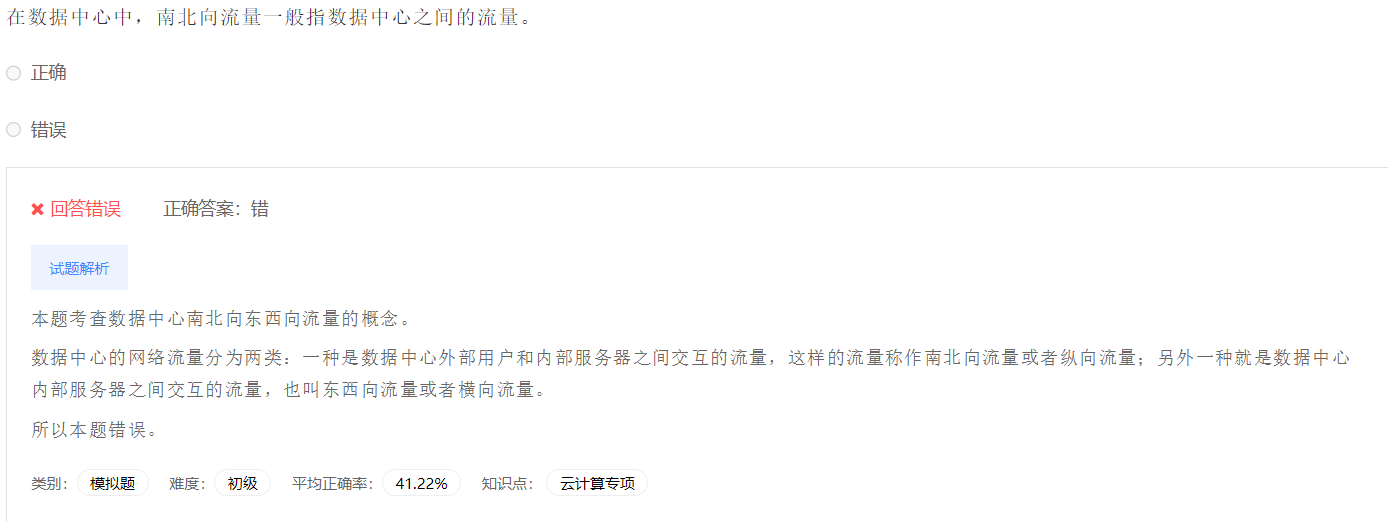 在数据中心中，南北向流量一般指数据中心之间的流量。
正确
错误
回答错误 正确答案：错
试题解析
本题考查数据中心南北向东西向流量的概念。
数据中心的网络流量分为两类：一种是数据中心外部用户和内部服务器之间交互的流量，这样的流量称作南北向流量或者纵向流量；另外一种就是数据中心
内部服务器之间交互的流量，也叫东西向流量或者横向流量。
所以本题错误。
类别： 模拟题 难度： 初级 平均正确率： 41.22% 知识点： 云计算专项